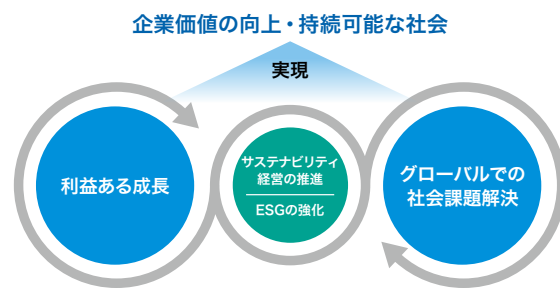 企業価値の向上・持続可能な社会
実現
利益ある成長
サステナビリティ
経営の推進
ESGの強化
グローバルでの
社会課題解決